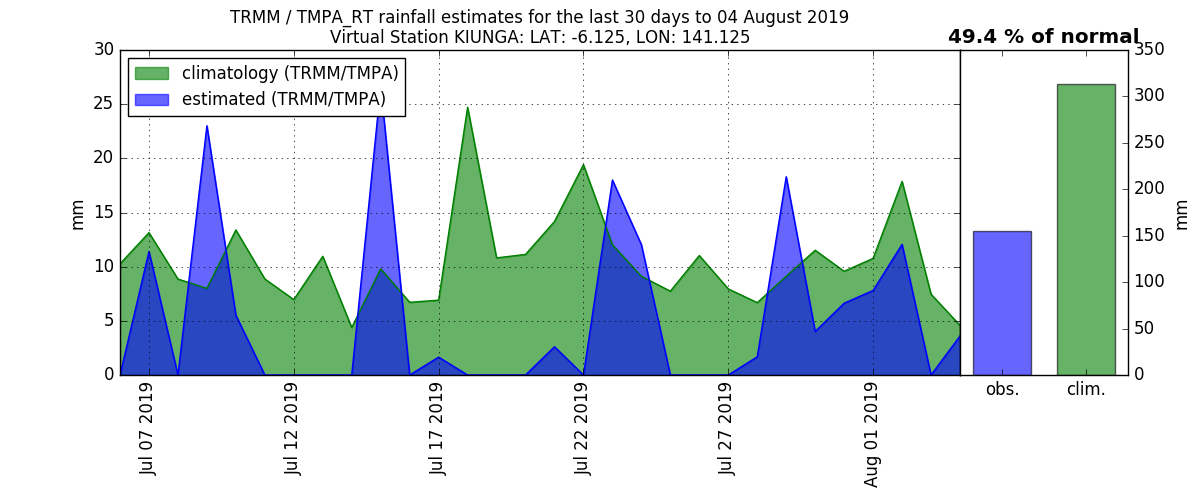 TRMM / TMPA_RT rainfall estimates for the last 30 days to 04 August 2019
Virtual Station KIUNGA: LAT: -6.125, LON: 141.125
49.4 % of normal
climatology (TRMM/TMPA)
estimated (TRMM/TMPA)
30
25
20
15
10
5
0
mm
Jul 07 2019
Jul 12 2019
Jul 17 2019
Jul 22 2019
Jul 27 2019
Aug 01 2019
350
300
250
200
150
100
50
0
mm
obs.
clim.